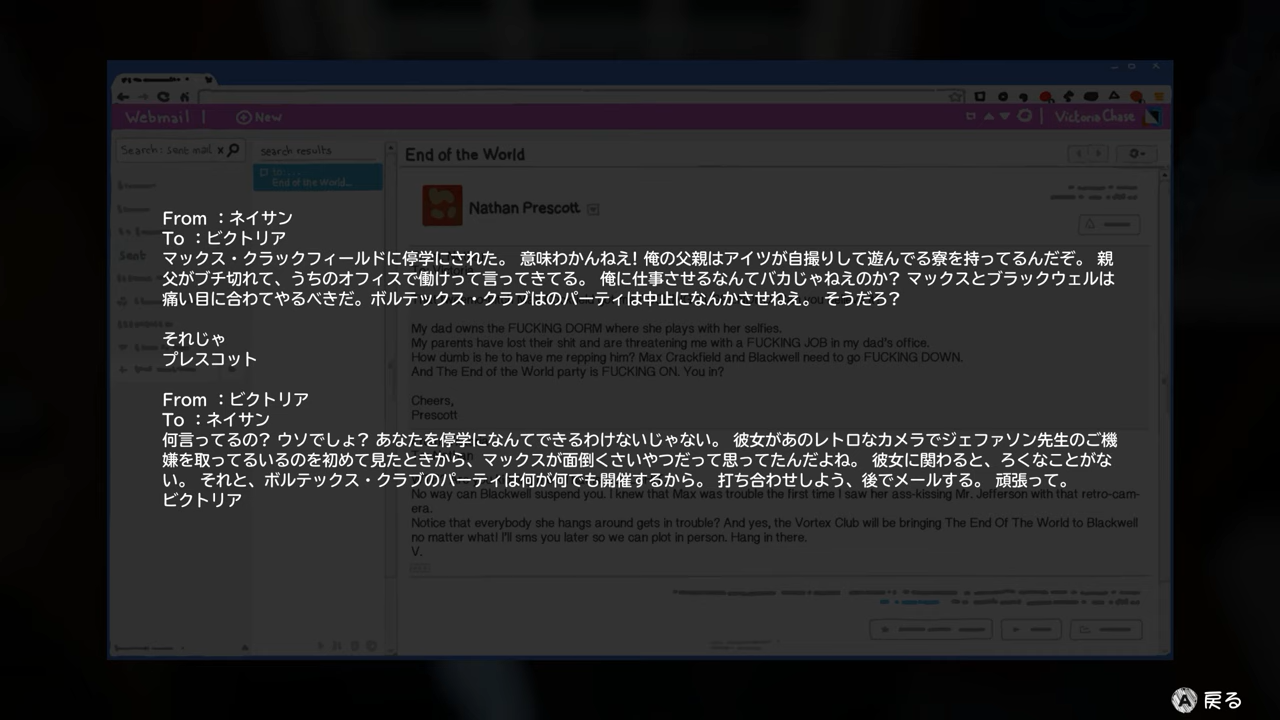 Webmail | New
Victoria Chase
Search: sent mail x
search results
End of the World
to:....
End of the World...
Nathan Prescott
Sent
From ：ネイサン
To ：ビクトリア
マックス・クラックフィールドに停学にされた。 意味わかんねえ! 俺の父親はアイツが自撮りして遊んでる寮を持ってるんだぞ。 親
父がブチ切れて、うちのオフィスで働けって言ってきてる。 俺に仕事させるなんてバカじゃねえのか? マックスとブラックウェルは
痛い目に合わてやるべきだ。ボルテックス・クラブはのパーティは中止になんかさせねえ。 そうだろ?
それじゃ
プレスコット
From ：ビクトリア
To ：ネイサン
何言ってるの? ウソでしょ? あなたを停学になんてできるわけないじゃない。 彼女があのレトロなカメラでジェファソン先生のご機
嫌を取ってるいるのを初めて見たときから、マックスが面倒くさいやつだって思ってたんだよね。 彼女に関わると、ろくなことがな
い。 それと、ボルテックス・クラブのパーティは何が何でも開催するから。 打ち合わせしよう、後でメールする。 頑張って。
ビクトリア
My dad owns the FUCKING DORM where she plays with her selfies.
My parents have lost their shit and are threatening me with a FUCKING JOB in my dad's office.
How dumb is he to have me repping him? Max Crackfield and Blackwell need to go FUCKING DOWN.
And The End of the World party is FUCKING ON. You in?
Cheers,
Prescott
No way can Blackwell suspend you. I knew that Max was trouble the first time I saw her ass-kissing Mr. Jefferson with that retro-cam-
era.
Notice that everybody she hangs around gets in trouble? And yes, the Vortex Club will be bringing The End Of The World to Blackwell
no matter what! I'll sms you later so we can plot in person. Hang in there.
V.
A 戻る